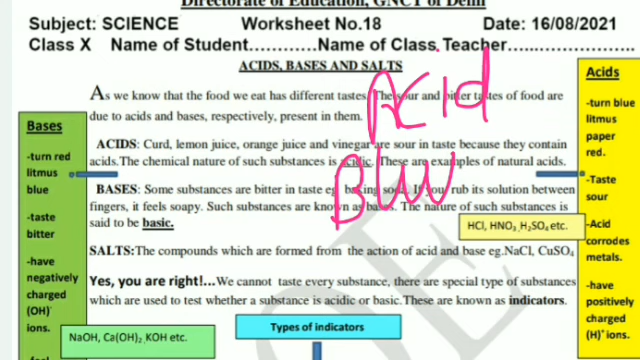 Directorate of Education, GNCT of Delhi
Subject: SCIENCE Worksheet No.18 Date: 16/08/2021
Class X Name of Student............Name of Class Teacher.....................
ACIDS, BASES AND SALTS
As we know that the food we eat has different tastes. The sour and bitter tastes of food are
due to acids and bases, respectively, present in them.
ACIDS: Curd, lemon juice, orange juice and vinegar are sour in taste because they contain
acids.The chemical nature of such substances is acidic. These are examples of natural acids.
BASES: Some substances are bitter in taste eg. baking soda. If you rub its solution between
fingers, it feels soapy. Such substances are known as bases. The nature of such substances is
said to be basic.
SALTS:The compounds which are formed from the action of acid and base eg.NaCl, CuSO₄
Yes, you are right!...We cannot taste every substance, there are special type of substances
which are used to test whether a substance is acidic or basic.These are known as indicators.
Types of indicators
Bases
-turn red
litmus
blue
-taste
bitter
-have
negatively
charged
(OH)⁻
ions.
-feel
NaOH, Ca(OH)₂ KOH etc.
Acids
-turn blue
litmus
paper
red.
-Taste
sour
-Acid
corrodes
metals.
-have
positively
charged
(H)⁺ ions.
HCl, HNO₃ H₂SO₄ etc.
Acid